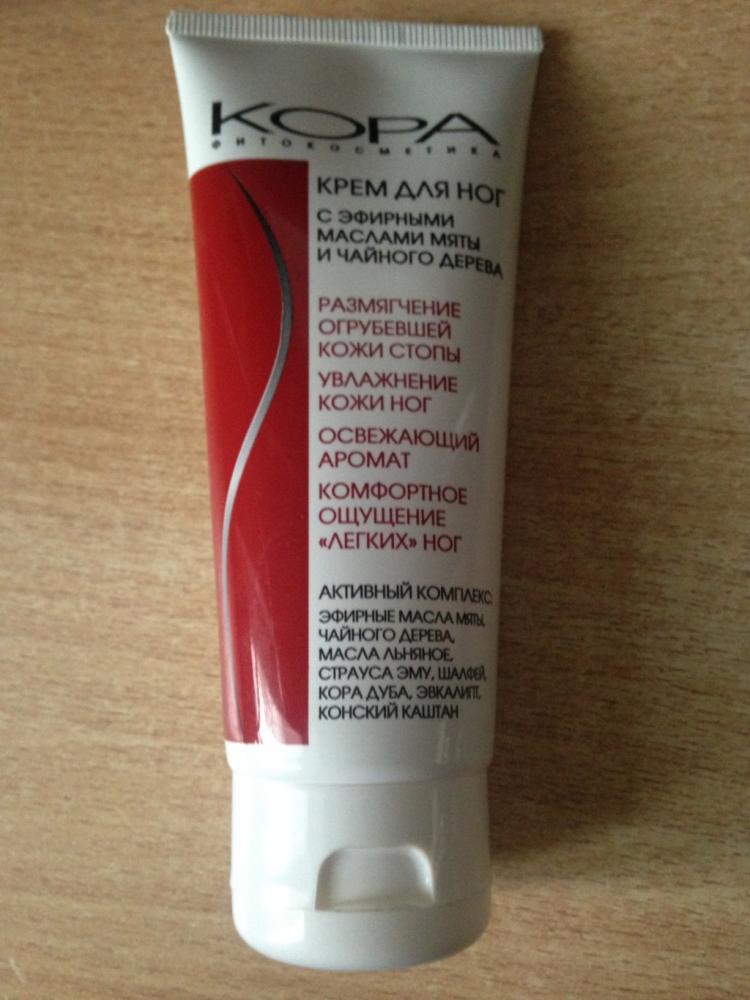 КОРА
ФИТОКОСМЕТИКА
КРЕМ ДЛЯ НОГ
С ЭФИРНЫМИ
МАСЛАМИ МЯТЫ
И ЧАЙНОГО ДЕРЕВА
РАЗМЯГЧЕНИЕ
ОГРУБЕВШЕЙ
КОЖИ СТОПЫ
УВЛАЖНЕНИЕ
КОЖИ НОГ
ОСВЕЖАЮЩИЙ
АРОМАТ
КОМФОРТНОЕ
ОЩУЩЕНИЕ
«ЛЕГКИХ» НОГ
АКТИВНЫЙ КОМПЛЕКС:
ЭФИРНЫЕ МАСЛА МЯТЫ,
ЧАЙНОГО ДЕРЕВА,
МАСЛА ЛЬНЯНОЕ,
СТРАУСА ЭМУ, ШАЛФЕЙ,
КОРА ДУБА, ЭВКАЛИПТ,
КОНСКИЙ КАШТАН